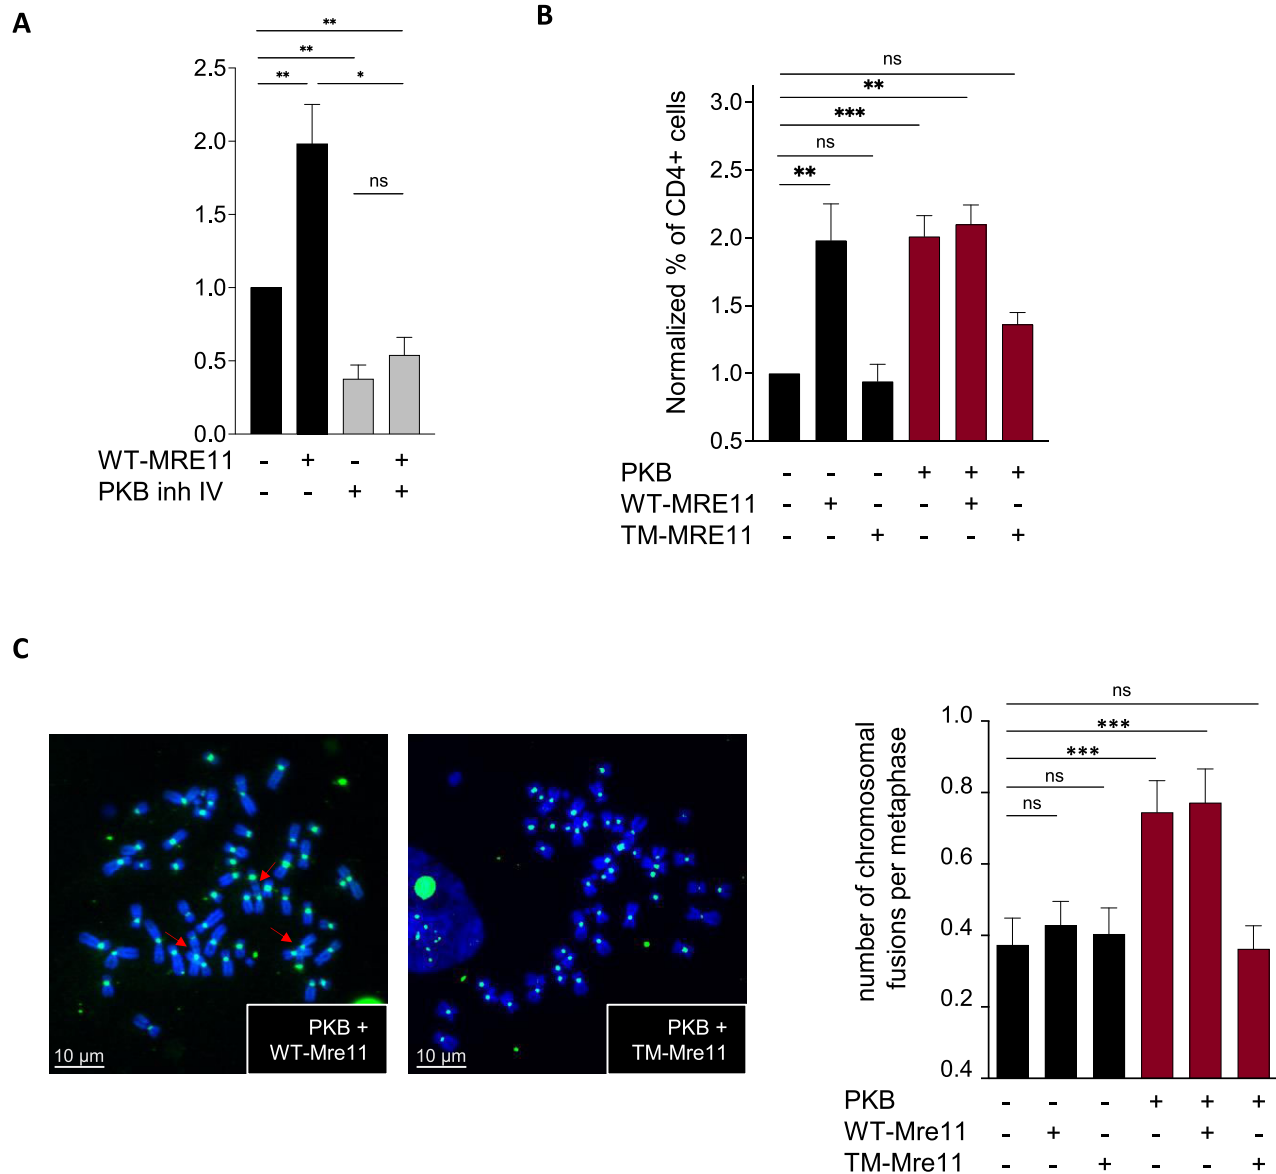 A
**
**
** *
ns
2.5
2.0
1.5
1.0
0.5
0.0
WT-MRE11 - + - +
PKB inh IV - - + +
B
ns
**
***
ns
**
Normalized % of CD4+ cells
3.0
2.5
2.0
1.5
1.0
0.5
PKB - - - + + +
WT-MRE11 - + - - + -
TM-MRE11 - - + - - +
C
10 µm
PKB +
WT-Mre11
10 µm
PKB +
TM-Mre11
ns
***
***
ns
ns
number of chromosomal
fusions per metaphase
1.0
0.8
0.6
0.4
0.2
0.4
PKB - - - + + +
WT-Mre11 - + - - + -
TM-Mre11 - - + - - +